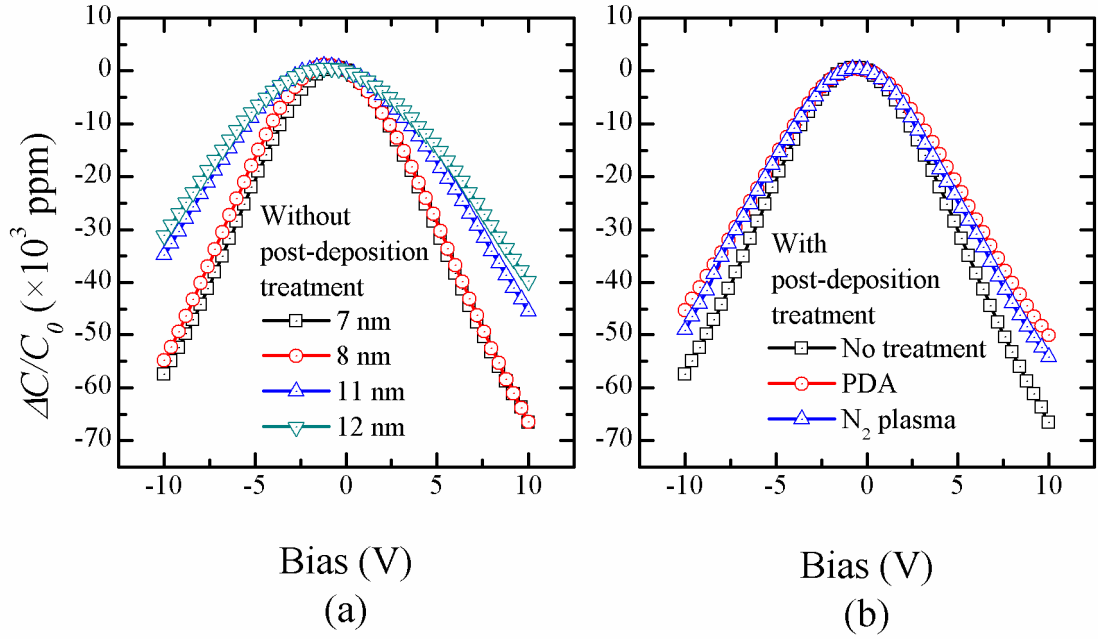 ΔC/C₀ (×10³ ppm)
10
0
-10
-20
-30
-40
-50
-60
-70
Without
post-deposition
treatment
7 nm
8 nm
11 nm
12 nm
-10 -5 0 5 10
Bias (V)
(a)
10
0
-10
-20
-30
-40
-50
-60
-70
With
post-deposition
treatment
No treatment
PDA
N₂ plasma
-10 -5 0 5 10
Bias (V)
(b)